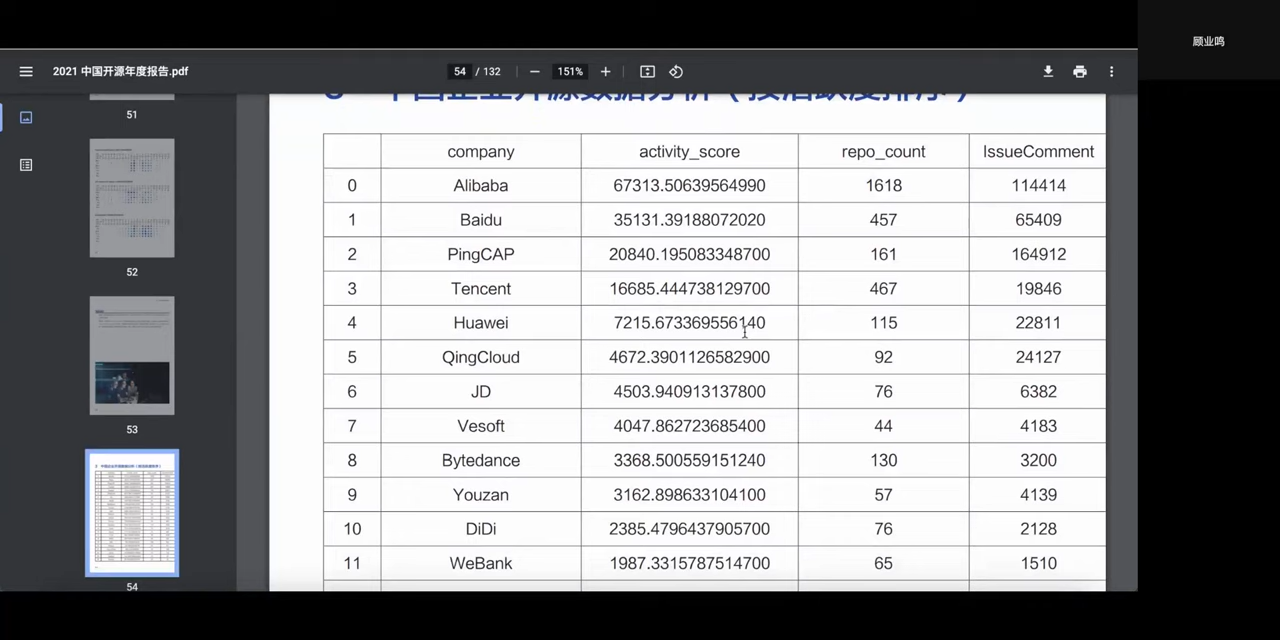 顾业鸣
2021 中国开源年度报告.pdf
54 / 132
151%
51
52
53
54
中国企业开源数据分析（按活跃度排序）
company activity_score repo_count IssueComment
0 Alibaba 67313.50639564990 1618 114414
1 Baidu 35131.39188072020 457 65409
2 PingCAP 20840.195083348700 161 164912
3 Tencent 16685.444738129700 467 19846
4 Huawei 7215.673369556140 115 22811
5 QingCloud 4672.3901126582900 92 24127
6 JD 4503.940913137800 76 6382
7 Vesoft 4047.862723685400 44 4183
8 Bytedance 3368.500559151240 130 3200
9 Youzan 3162.898633104100 57 4139
10 DiDi 2385.4796437905700 76 2128
11 WeBank 1987.3315787514700 65 1510